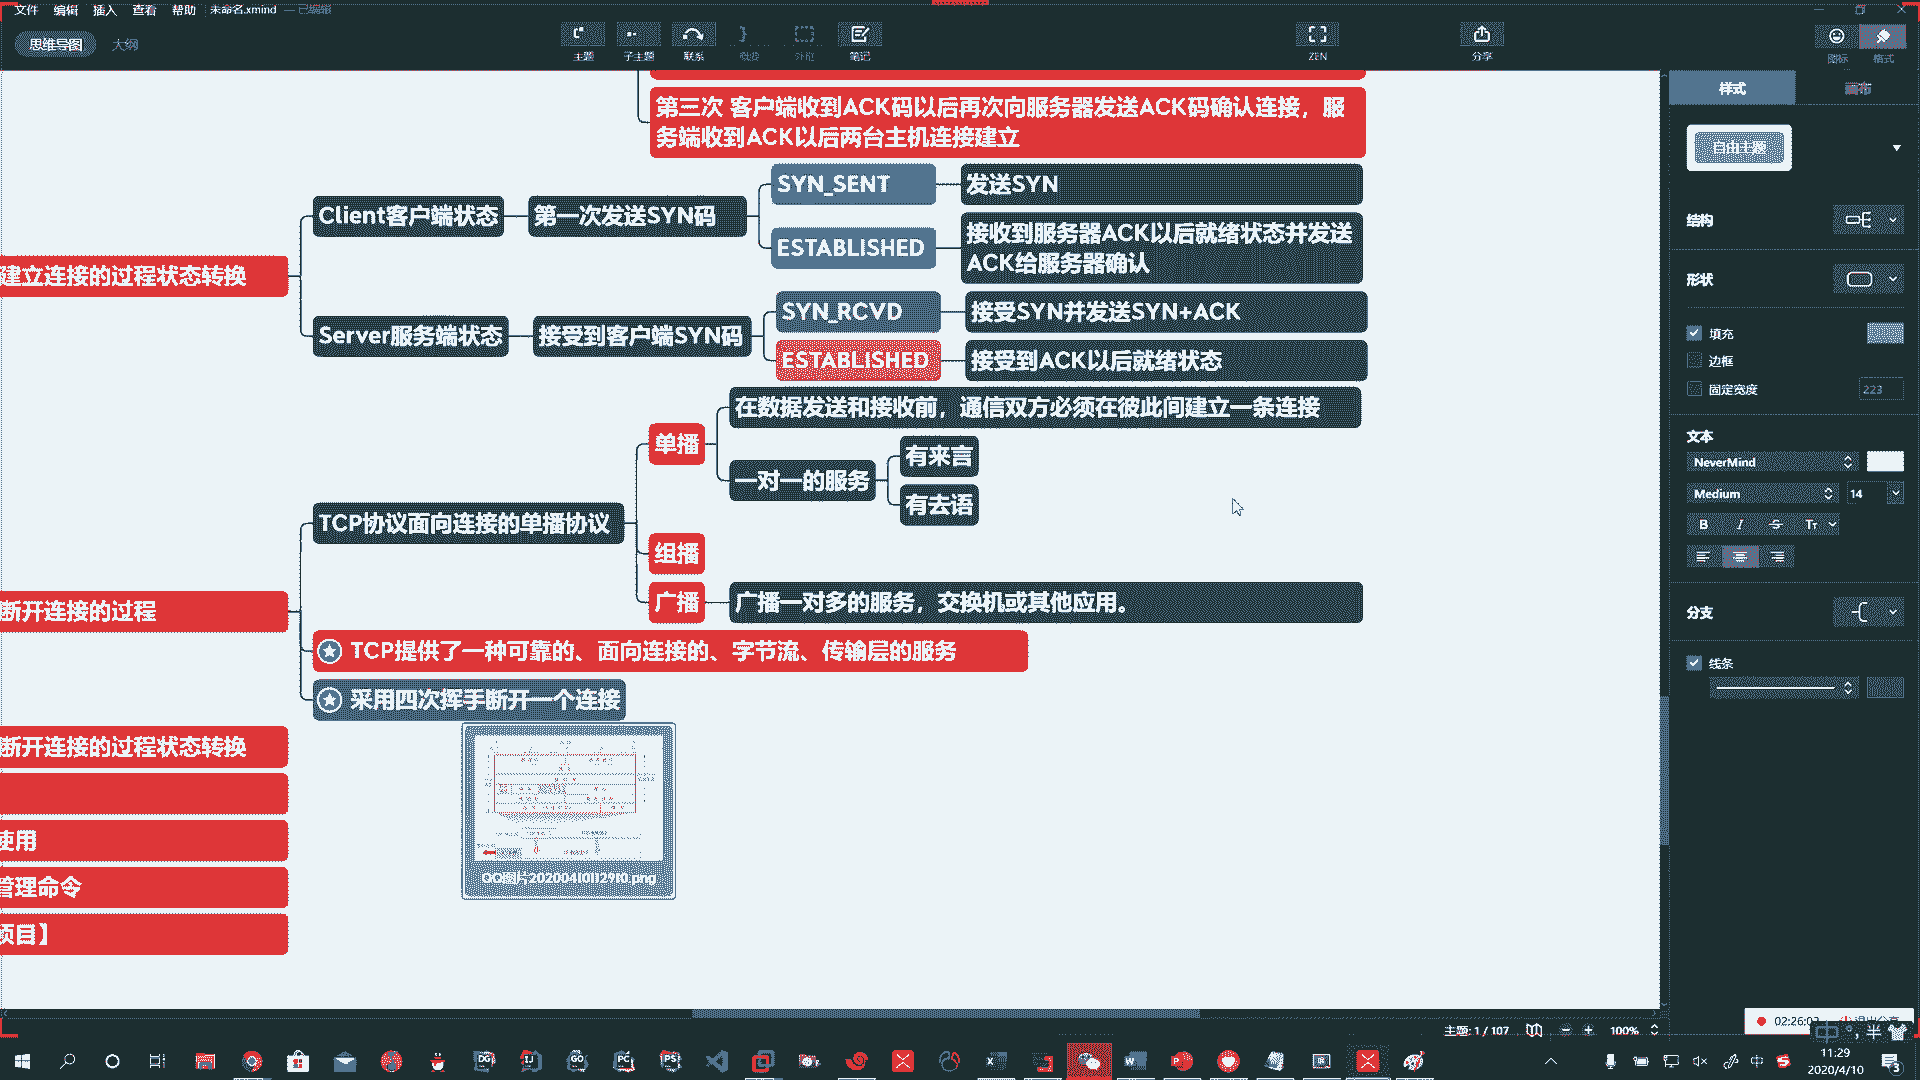 文件 编辑 插入 查看 帮助 未命名.xmind — 已编辑
思维导图 大纲
主题 子主题 联系 概要 外框 笔记 ZEN 分享 图标 格式
样式 画布
第三次 客户端收到ACK码以后再次向服务器发送ACK码确认连接，服
务端收到ACK以后两台主机连接建立
建立连接的过程状态转换
Client客户端状态
第一次发送SYN码
SYN_SENT
发送SYN
ESTABLISHED
接收到服务器ACK以后就绪状态并发送
ACK给服务器确认
Server服务端状态
接受到客户端SYN码
SYN_RCVD
接受SYN并发送SYN+ACK
ESTABLISHED
接受到ACK以后就绪状态
断开连接的过程
TCP协议面向连接的单播协议
单播
在数据发送和接收前，通信双方必须在彼此间建立一条连接
一对一的服务
有来言
有去语
组播
广播
广播一对多的服务，交换机或其他应用。
TCP提供了一种可靠的、面向连接的、字节流、传输层的服务
采用四次挥手断开一个连接
QQ图片20200410112910.png
断开连接的过程状态转换
使用
管理命令
项目】
自由主题
结构
形状
填充
边框
固定宽度 223
文本
NeverMind
Medium 14
B I S Tт
分支
线条
主题: 1 / 107 100%
02:26:02 退出分享
中 半
中
11:29
2020/4/10
3